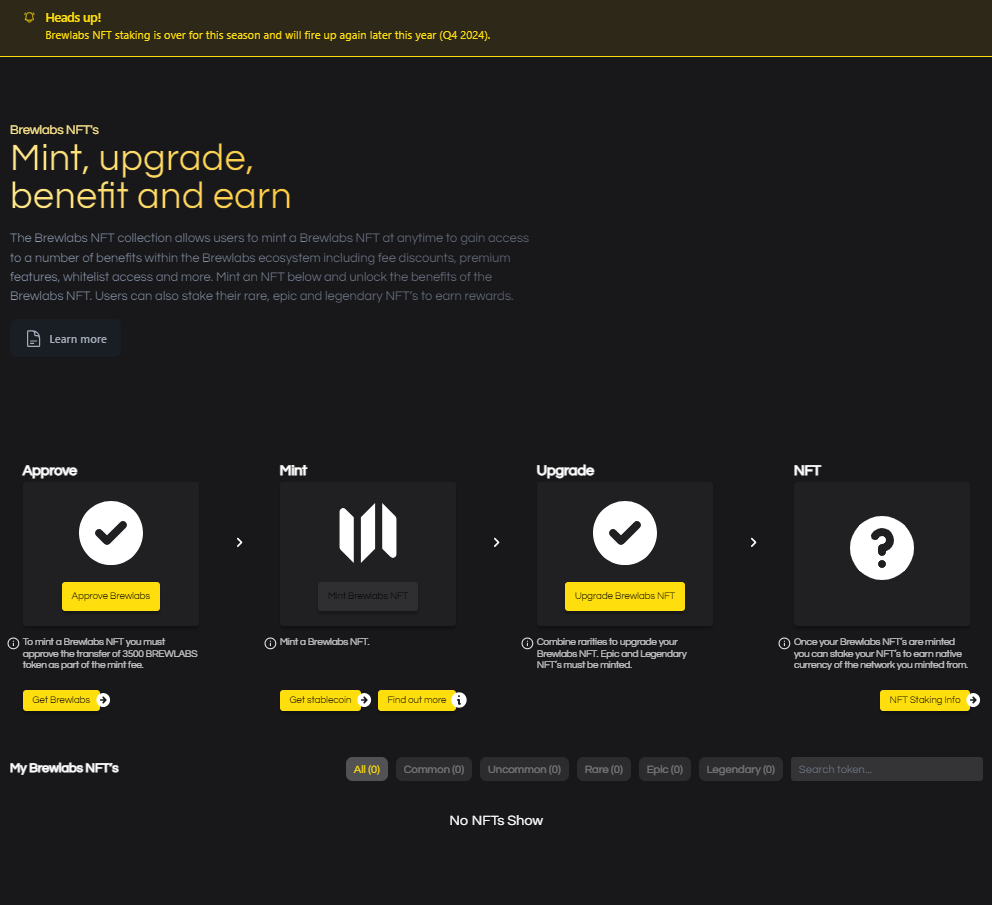 Heads up!
Brewlabs NFT staking is over for this season and will fire up again later this year (Q4 2024).
Brewlabs NFT's
Mint, upgrade,
benefit and earn
The Brewlabs NFT collection allows users to mint a Brewlabs NFT at anytime to gain access
to a number of benefits within the Brewlabs ecosystem including fee discounts, premium
features, whitelist access and more. Mint an NFT below and unlock the benefits of the
Brewlabs NFT. Users can also stake their rare, epic and legendary NFT's to earn rewards.
Learn more
Approve
Mint
Upgrade
NFT
Approve Brewlabs
Mint Brewlabs NFT
Upgrade Brewlabs NFT
To mint a Brewlabs NFT you must
approve the transfer of 3500 BREWLABS
token as part of the mint fee.
Mint a Brewlabs NFT.
Combine rarities to upgrade your
Brewlabs NFT. Epic and Legendary
NFT's must be minted.
Once your Brewlabs NFT's are minted
you can stake your NFT's to earn native
currency of the network you minted from.
Get Brewlabs
Get stablecoin
Find out more
NFT Staking Info
My Brewlabs NFT's
All (0)
Common (0)
Uncommon (0)
Rare (0)
Epic (0)
Legendary (0)
Search token...
No NFTs Show